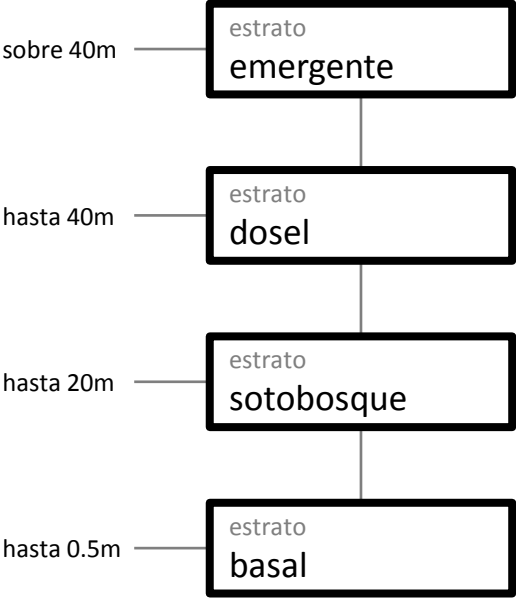 estrato
sobre 40m
emergente
estrato
hasta 40m
dosel
estrato
hasta 20m
sotobosque
estrato
hasta 0.5m
basal